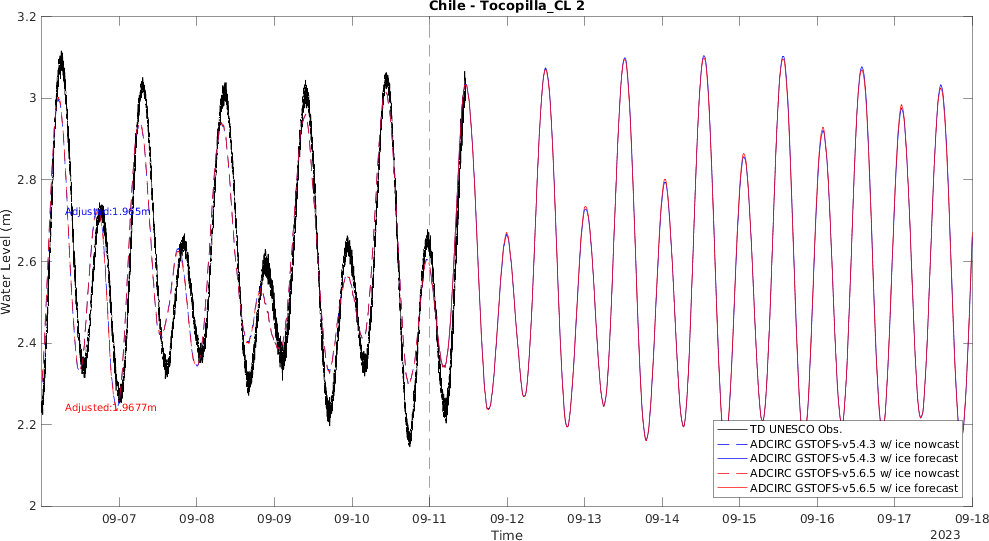 Chile - Tocopilla_CL 2
3.2
3
2.8
2.6
2.4
2.2
2
Water Level (m)
Adjusted:1.965m
Adjusted:1.9677m
TD UNESCO Obs.
ADCIRC GSTOFS-v5.4.3 w/ ice nowcast
ADCIRC GSTOFS-v5.4.3 w/ ice forecast
ADCIRC GSTOFS-v5.6.5 w/ ice nowcast
ADCIRC GSTOFS-v5.6.5 w/ ice forecast
09-07 09-08 09-09 09-10 09-11 09-12 09-13 09-14 09-15 09-16 09-17 09-18
Time
2023